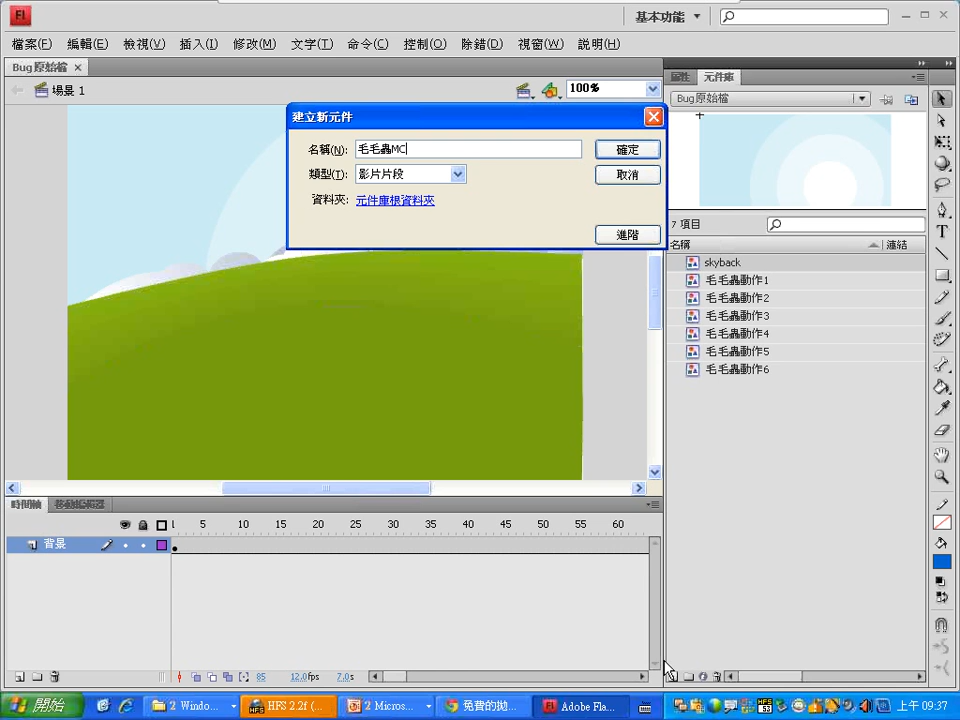 Fl
基本功能
檔案(F) 編輯(E) 檢視(V) 插入(I) 修改(M) 文字(T) 命令(C) 控制(O) 除錯(D) 視窗(W) 說明(H)
Bug原始檔
場景 1
100%
屬性 元件庫
Bug原始檔
建立新元件
名稱(N): 毛毛蟲MC
確定
類型(T): 影片片段
取消
資料夾: 元件庫根資料夾
進階
7 項目
名稱 連結
skyback
毛毛蟲動作1
毛毛蟲動作2
毛毛蟲動作3
毛毛蟲動作4
毛毛蟲動作5
毛毛蟲動作6
時間軸 移動編輯器
1 5 10 15 20 25 30 35 40 45 50 55 60
背景
85 12.0fps 7.0s
開始
2 Windo...
HFS 2.2f (...
2 Micros...
免費的拋...
Adobe Fla...
上午 09:37